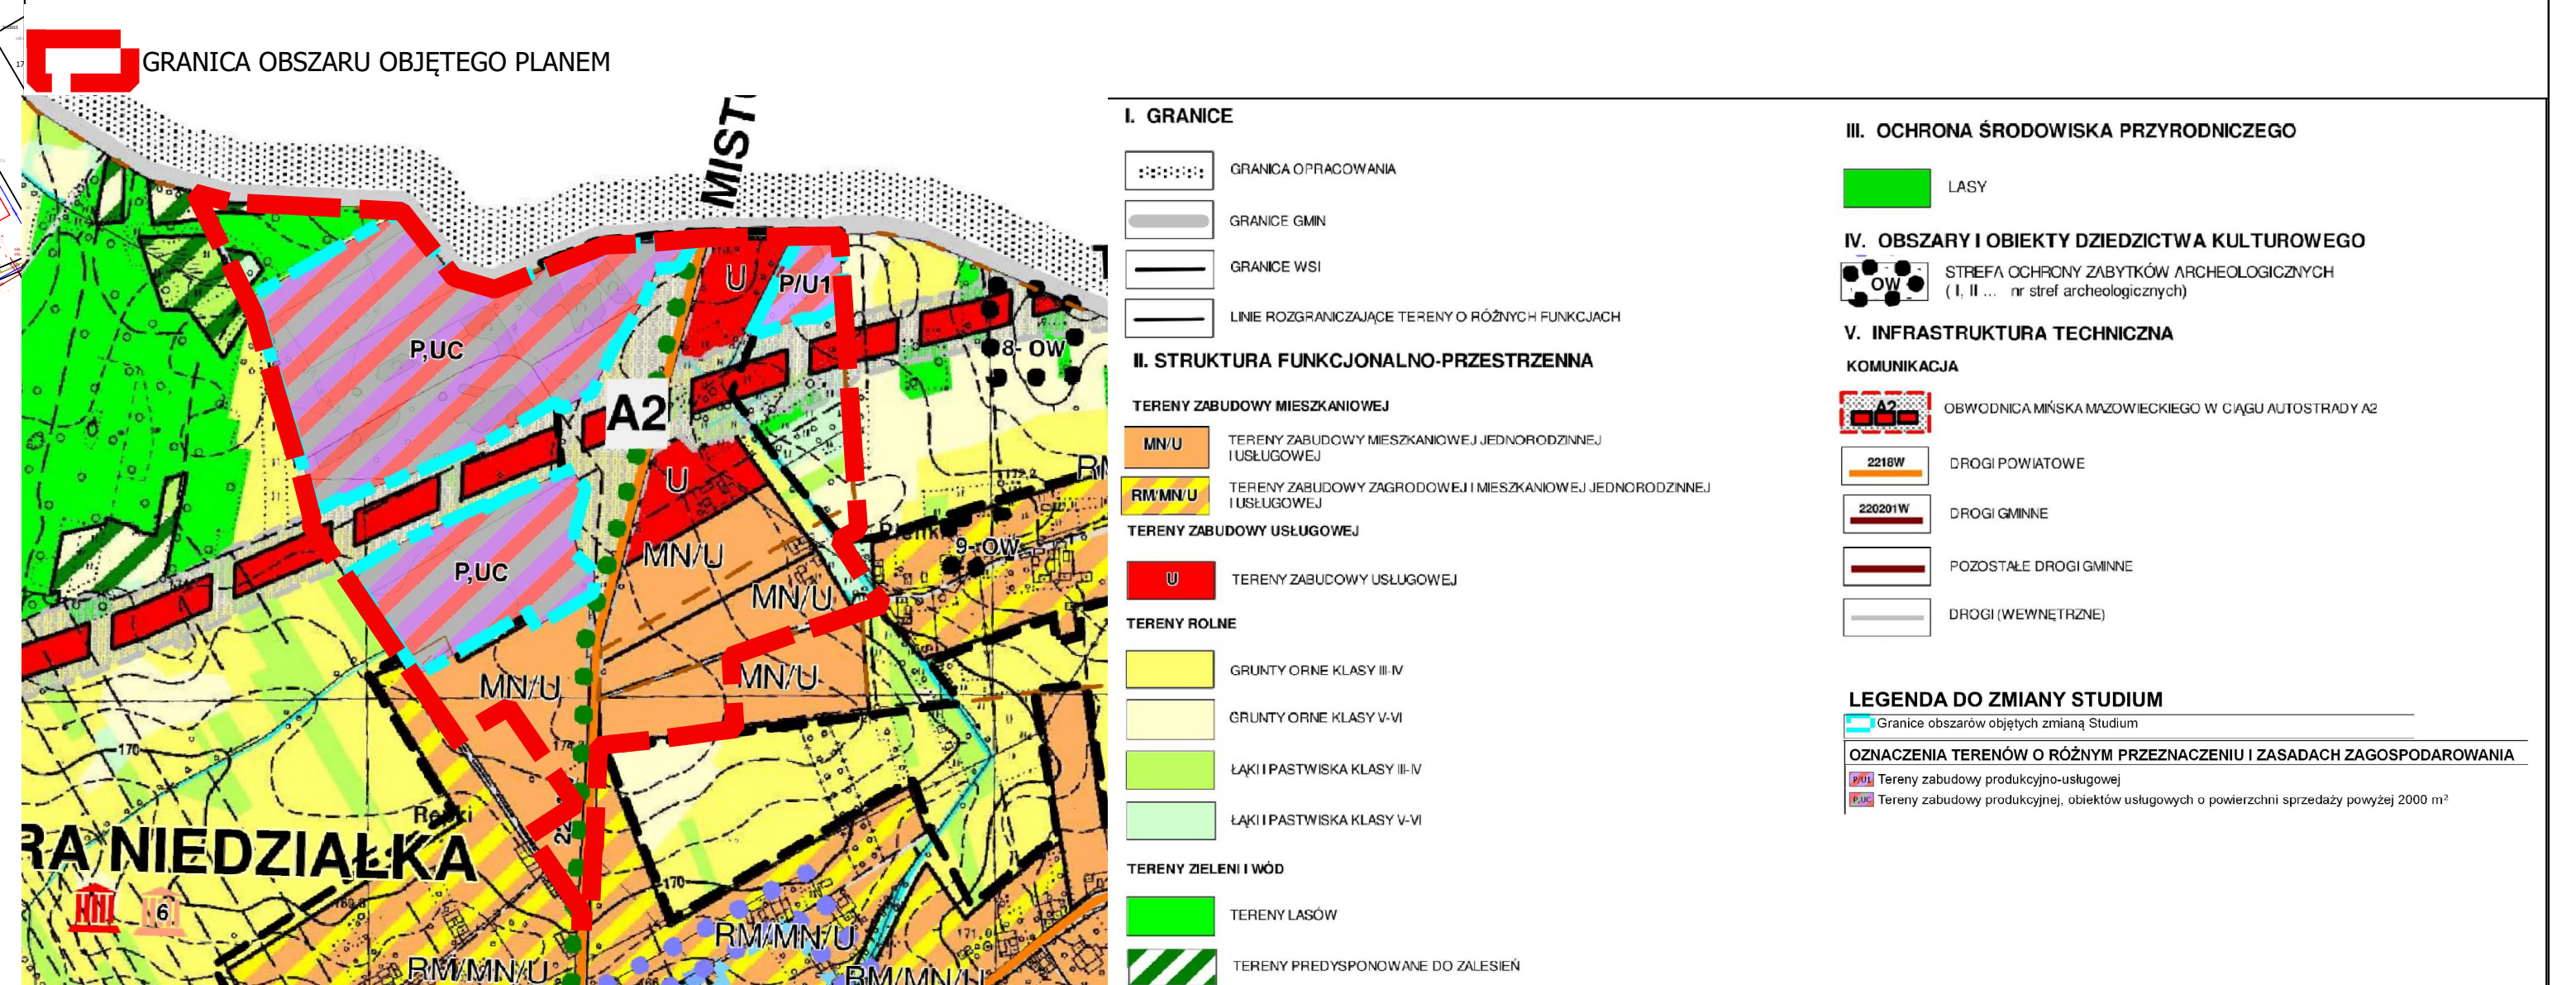 GRANICA OBSZARU OBJĘTEGO PLANEM
P,UC
U
P/U1
8- OW
A2
U
P,UC
MN/U
9-OW
MN/U
MN/U
MN/U
170
RA NIEDZIAŁKA
6
170
RM/MN/U
RM/MN/U
RM/MN/U
I. GRANICE
GRANICA OPRACOWANIA
GRANICE GMIN
GRANICE WSI
LINIE ROZGRANICZAJĄCE TERENY O RÓŻNYCH FUNKCJACH
II. STRUKTURA FUNKCJONALNO-PRZESTRZENNA
TERENY ZABUDOWY MIESZKANIOWEJ
MN/U
TERENY ZABUDOWY MIESZKANIOWEJ JEDNORODZINNEJ
I USŁUGOWEJ
RM/MN/U
TERENY ZABUDOWY ZAGRODOWEJ I MIESZKANIOWEJ JEDNORODZINNEJ
I USŁUGOWEJ
TERENY ZABUDOWY USŁUGOWEJ
U
TERENY ZABUDOWY USŁUGOWEJ
TERENY ROLNE
GRUNTY ORNE KLASY III-IV
GRUNTY ORNE KLASY V-VI
ŁĄKI I PASTWISKA KLASY III-IV
ŁĄKI I PASTWISKA KLASY V-VI
TERENY ZIELENI I WÓD
TERENY LASÓW
TERENY PREDYSPONOWANE DO ZALESIEŃ
III. OCHRONA ŚRODOWISKA PRZYRODNICZEGO
LASY
IV. OBSZARY I OBIEKTY DZIEDZICTWA KULTUROWEGO
OW
STREFA OCHRONY ZABYTKÓW ARCHEOLOGICZNYCH
( I, II ... nr stref archeologicznych)
V. INFRASTRUKTURA TECHNICZNA
KOMUNIKACJA
A2
OBWODNICA MIŃSKA MAZOWIECKIEGO W CIĄGU AUTOSTRADY A2
2218W
DROGI POWIATOWE
220201W
DROGI GMINNE
POZOSTAŁE DROGI GMINNE
DROGI (WEWNĘTRZNE)
LEGENDA DO ZMIANY STUDIUM
Granice obszarów objętych zmianą Studium
OZNACZENIA TERENÓW O RÓŻNYM PRZEZNACZENIU I ZASADACH ZAGOSPODAROWANIA
P/U1
Tereny zabudowy produkcyjno-usługowej
P,UC
Tereny zabudowy produkcyjnej, obiektów usługowych o powierzchni sprzedaży powyżej 2000 m²